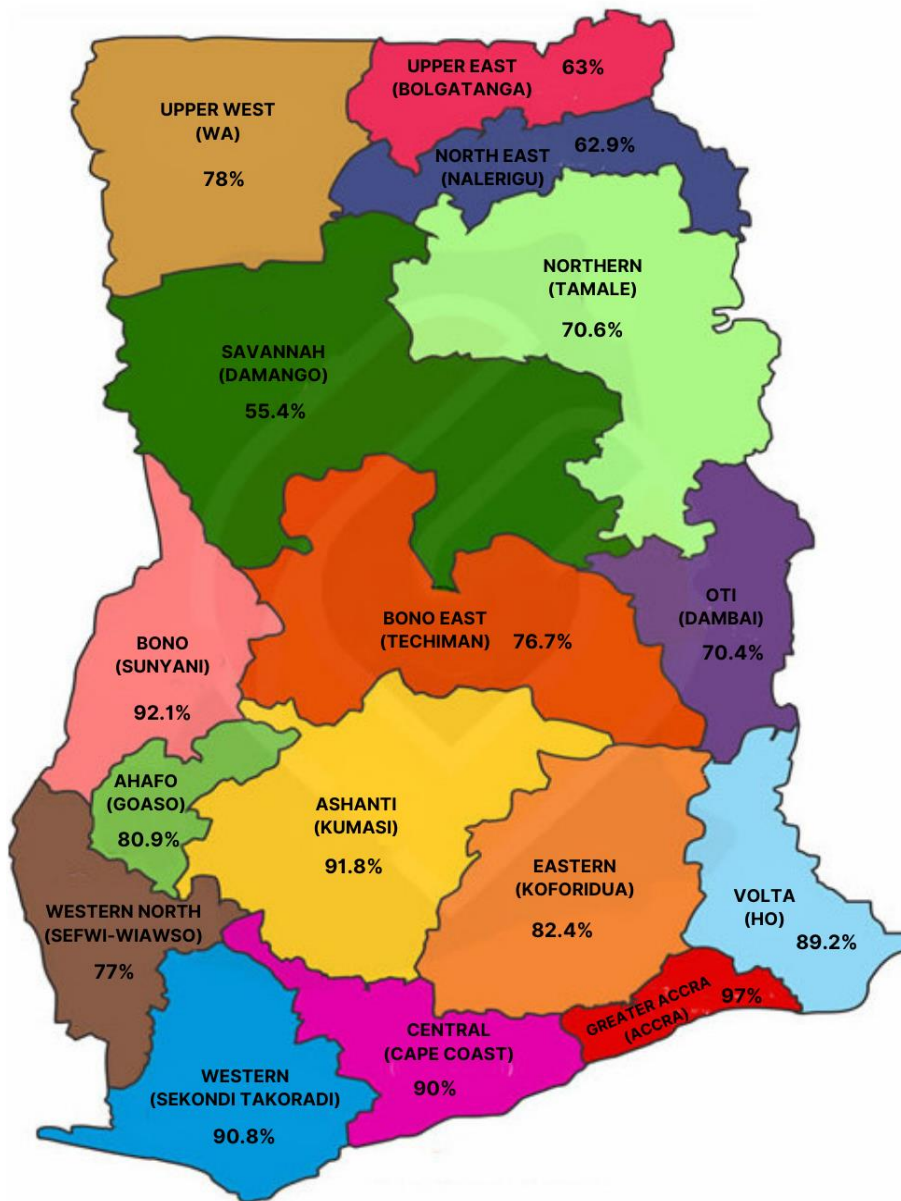 UPPER EAST 63%
(BOLGATANGA)
UPPER WEST
(WA)
78%
NORTH EAST 62.9%
(NALERIGU)
NORTHERN
(TAMALE)
70.6%
SAVANNAH
(DAMANGO)
55.4%
OTI
(DAMBAI)
70.4%
BONO EAST
(TECHIMAN) 76.7%
BONO
(SUNYANI)
92.1%
AHAFO
(GOASO)
80.9%
ASHANTI
(KUMASI)
91.8%
EASTERN
(KOFORIDUA)
82.4%
VOLTA
(HO)
89.2%
WESTERN NORTH
(SEFWI-WIAWSO)
77%
GREATER ACCRA 97%
(ACCRA)
CENTRAL
(CAPE COAST)
90%
WESTERN
(SEKONDI TAKORADI)
90.8%